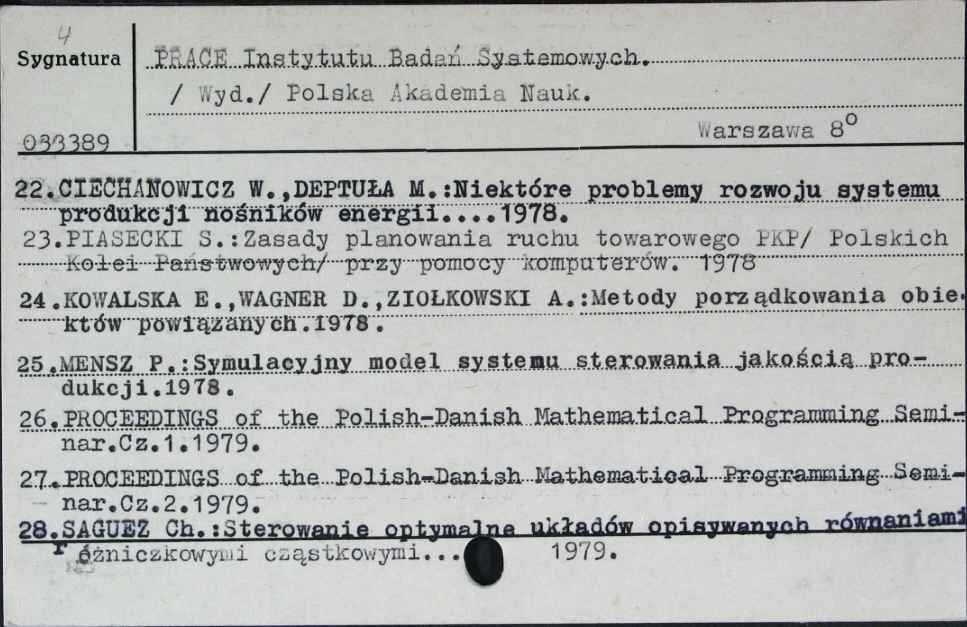 4
Sygnatura
PRACE Instytutu Badań Systemowych.
/ Wyd./ Polska Akademia Nauk.
Warszawa 8°
033389
22.CIECHANOWICZ W.,DEPTUŁA M.:Niektóre problemy rozwoju systemu
produkcji nośników energii....1978.
23.PIASECKI S.:Zasady planowania ruchu towarowego PKP/ Polskich
Kolei Państwowych/ przy pomocy komputerów. 1978
24.KOWALSKA E.,WAGNER D.,ZIOŁKOWSKI A.:Metody porządkowania obie-
któw powiązanych.1978.
25.MENSZ P.:Symulacyjny model systemu sterowania jakością pro-
dukcji.1978.
26.PROCEEDINGS of the Polish-Danish Mathematical Programming Semi-
nar.Cz.1.1979.
27.PROCEEDINGS of the Polish-Danish Mathematical Programming Semi-
nar.Cz.2.1979.
28.SAGUEZ Ch.:Sterowanie optymalne układów opisywanych równaniami
różniczkowymi cząstkowymi... 1979.